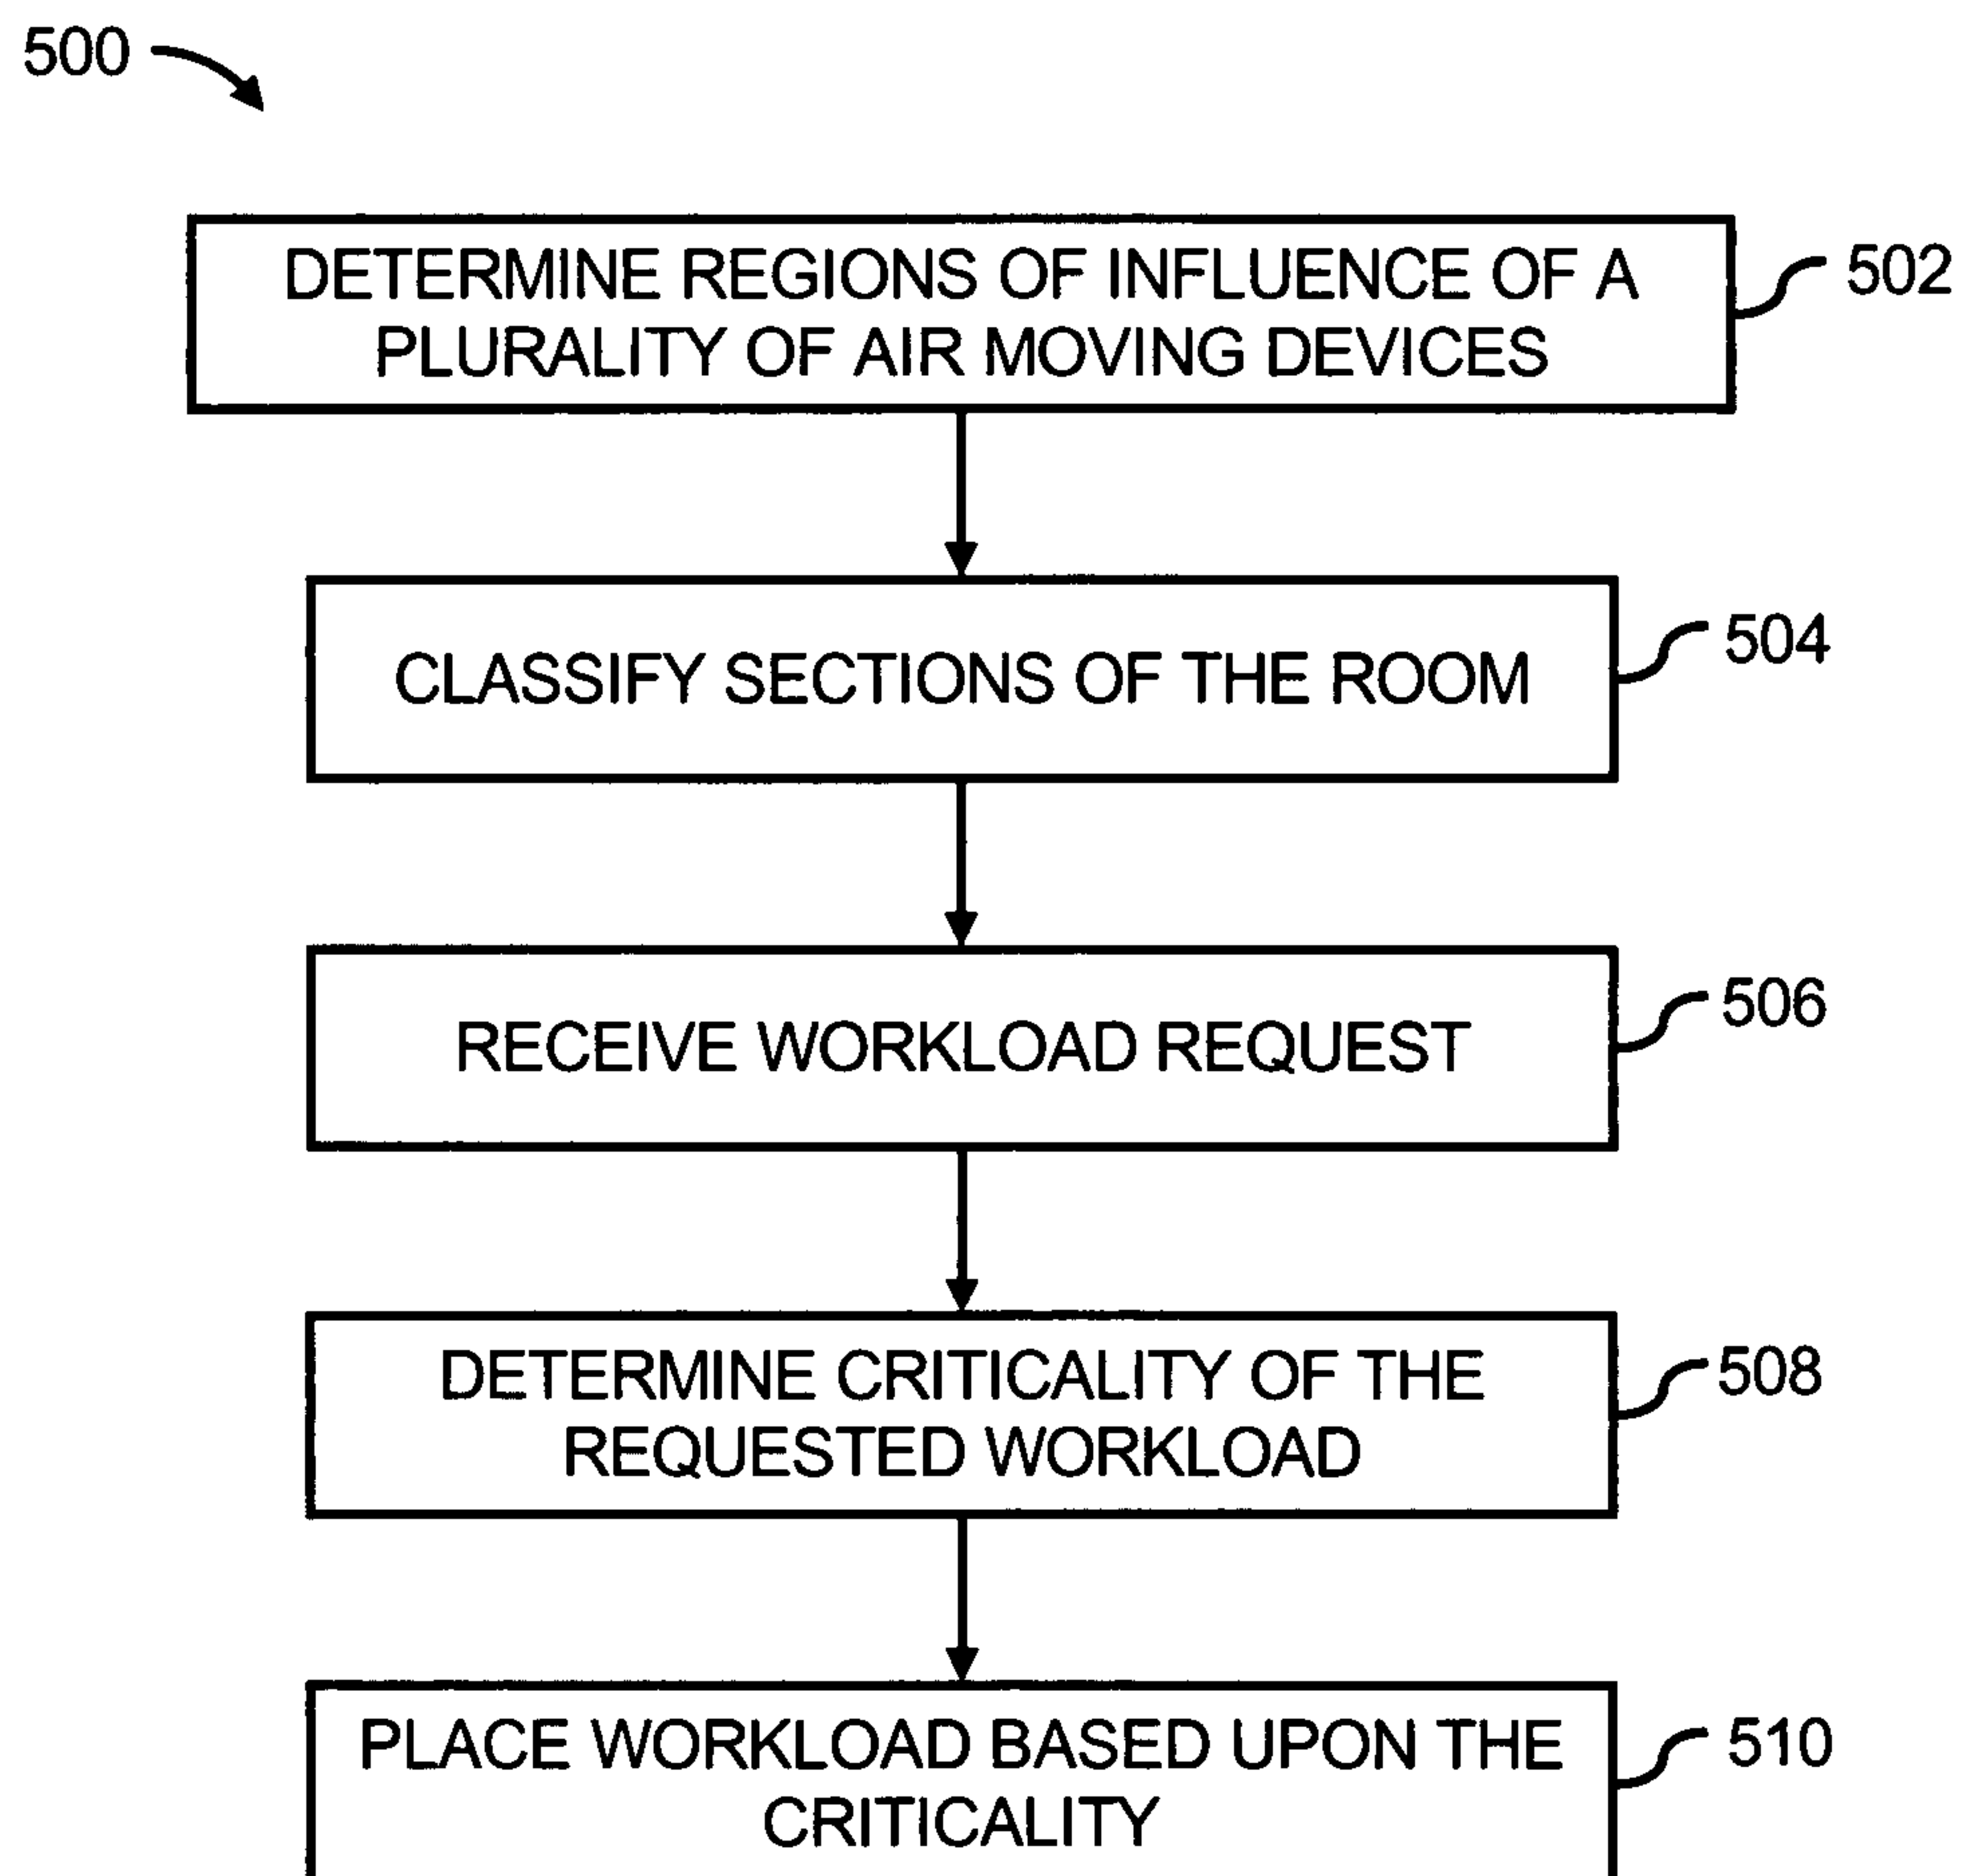 500
DETERMINE REGIONS OF INFLUENCE OF A
PLURALITY OF AIR MOVING DEVICES
502
CLASSIFY SECTIONS OF THE ROOM
504
RECEIVE WORKLOAD REQUEST
506
DETERMINE CRITICALITY OF THE
REQUESTED WORKLOAD
508
PLACE WORKLOAD BASED UPON THE
CRITICALITY
510